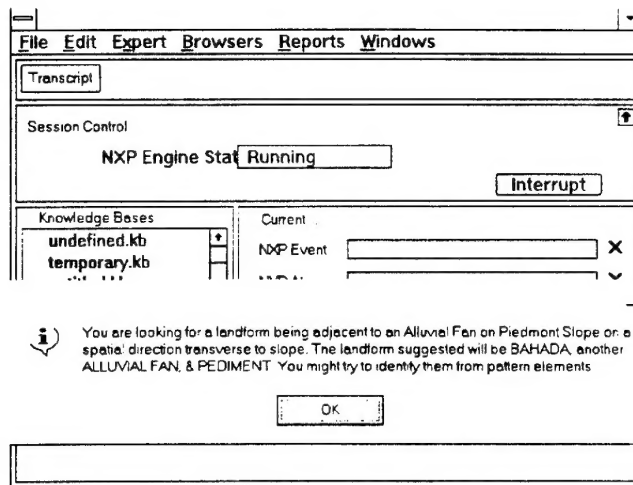 File Edit Expert Browsers Reports Windows
Transcript
Session Control
NXP Engine Stat Running
Interrupt
Knowledge Bases
undefined.kb
temporary.kb
Current
NXP Event
You are looking for a landform being adjacent to an Alluvial Fan on Piedmont Slope on a
spatial direction transverse to slope. The landform suggested will be BAHADA, another
ALLUVIAL FAN, & PEDIMENT. You might try to identify them from pattern elements
OK